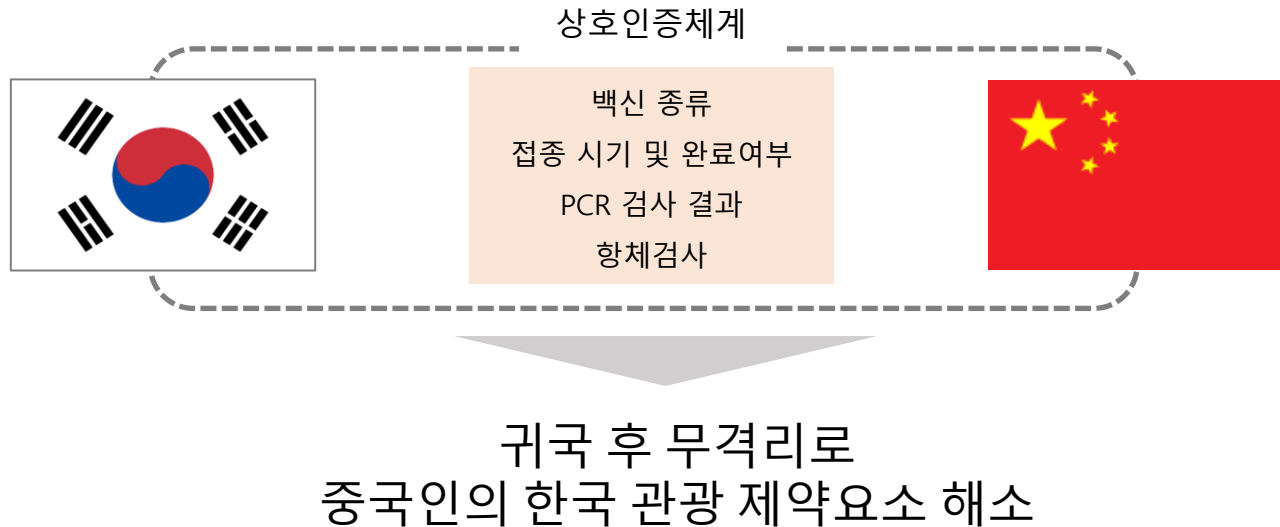 상호인증체계
백신 종류
접종 시기 및 완료여부
PCR 검사 결과
항체검사
귀국 후 무격리로
중국인의 한국 관광 제약요소 해소